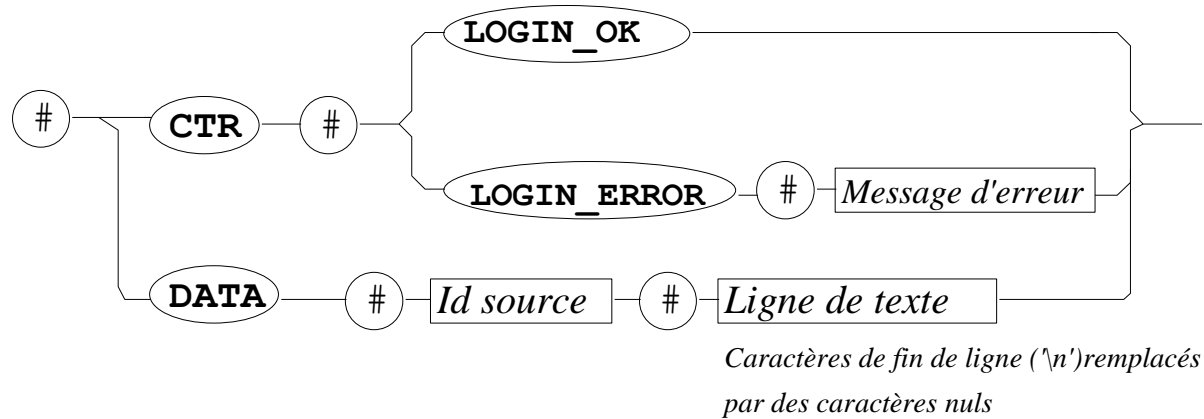 LOGIN_OK
# CTR #
LOGIN_ERROR # Message d'erreur
DATA # Id source # Ligne de texte
Caractères de fin de ligne ('\n')remplacés
par des caractères nuls